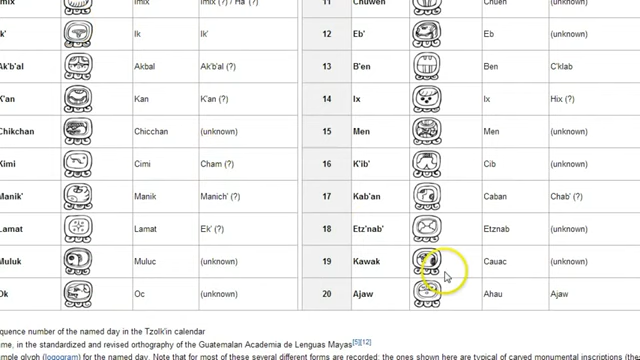 Imix Imix Imix (?) / Ha' (?) 11 Chuwen Chuen (unknown)
k' Ik Ik' 12 Eb' Eb (unknown)
Ak'b'al Akbal Ak'b'al (?) 13 B'en Ben C'klab
K'an Kan K'an (?) 14 Ix Ix Hix (?)
Chikchan Chicchan (unknown) 15 Men Men (unknown)
Kimi Cimi Cham (?) 16 K'ib' Cib (unknown)
Manik' Manik Manich' (?) 17 Kab'an Caban Chab' (?)
Lamat Lamat Ek' (?) 18 Etz'nab' Etznab (unknown)
Muluk Muluc (unknown) 19 Kawak Cauac (unknown)
Ok Oc (unknown) 20 Ajaw Ahau Ajaw
equence number of the named day in the Tzolk'in calendar
ame, in the standardized and revised orthography of the Guatemalan Academia de Lenguas Mayas[5][12]
ample glyph (logogram) for the named day. Note that for most of these several different forms are recorded; the ones shown here are typical of carved monumental inscriptions (the